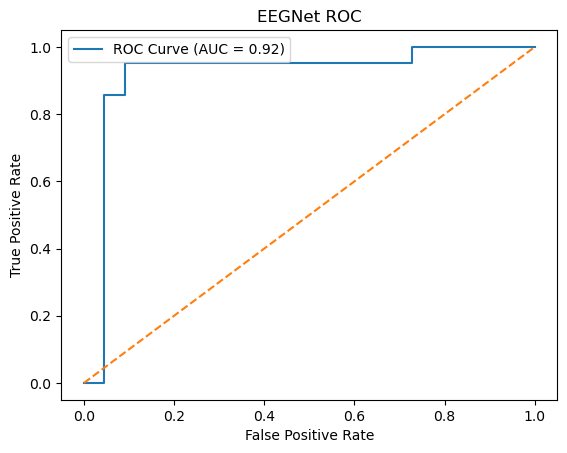 EEGNet ROC
ROC Curve (AUC = 0.92)
True Positive Rate
1.0
0.8
0.6
0.4
0.2
0.0
0.0 0.2 0.4 0.6 0.8 1.0
False Positive Rate